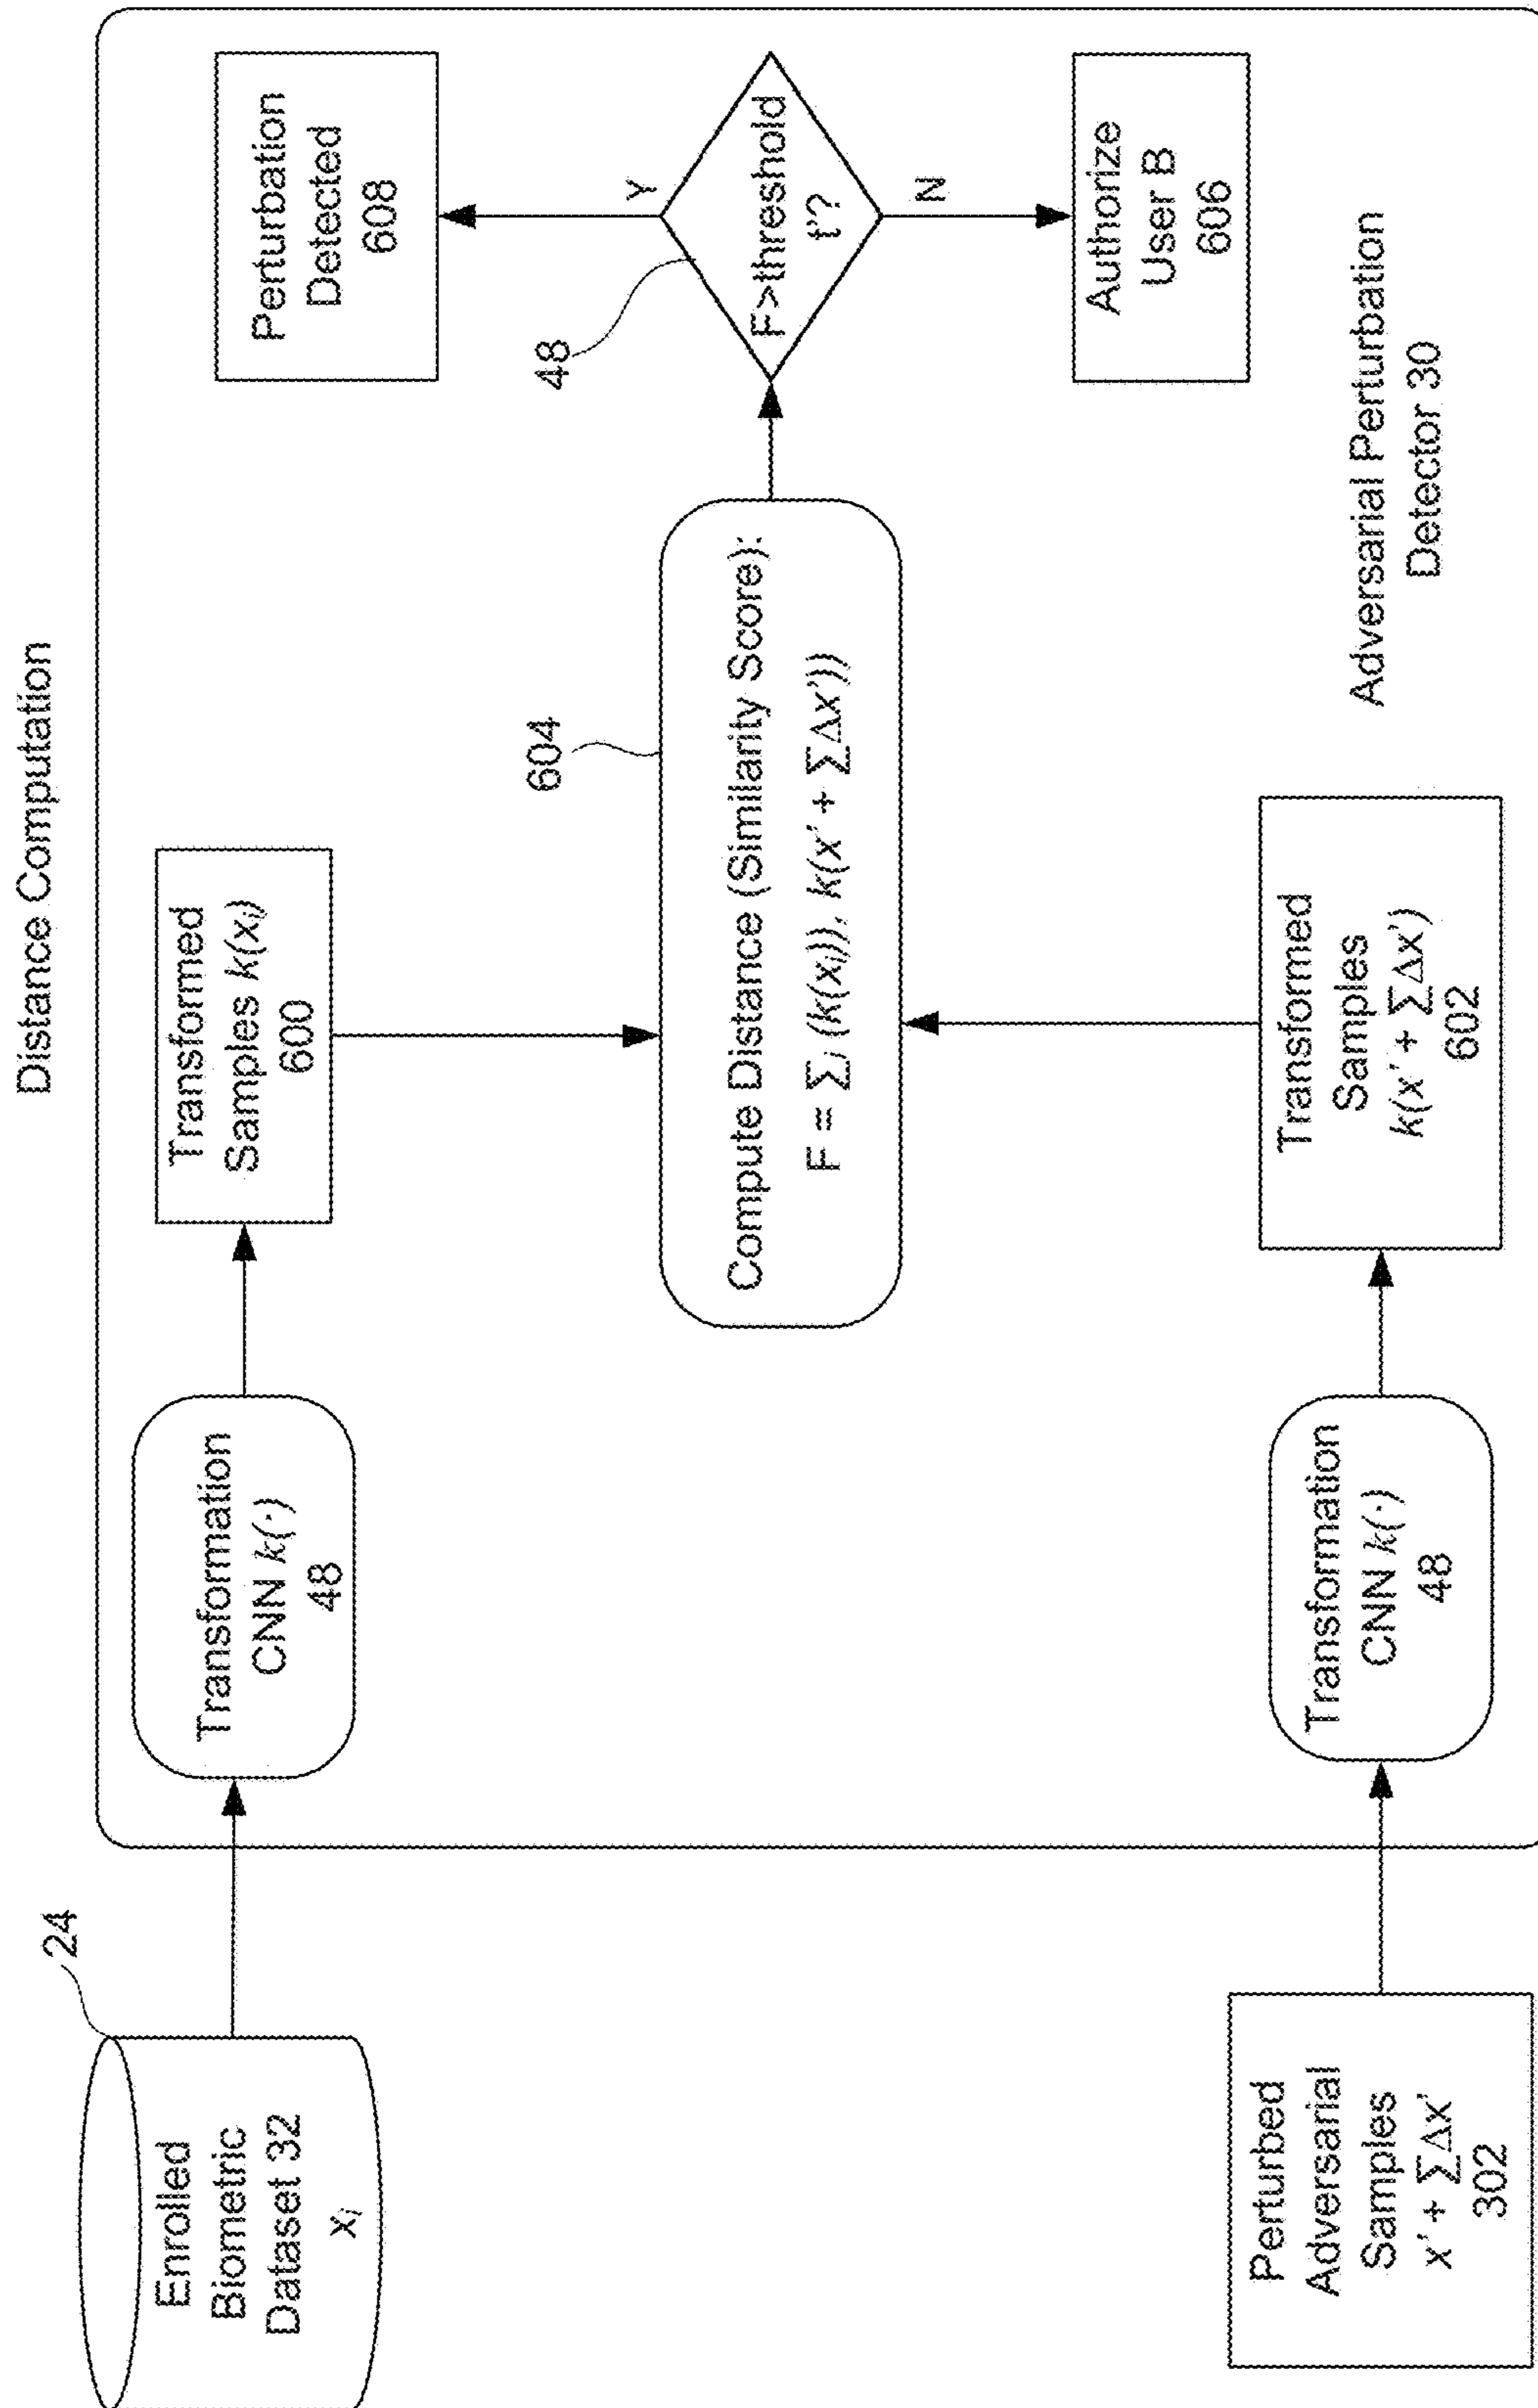 Distance Computation
24
Enrolled
Biometric
Dataset 32
xᵢ
Transformation
CNN k(·)
48
Transformed
Samples k(xᵢ)
600
Perturbation
Detected
608
604
Compute Distance (Similarity Score):
F = ∑ᵢ (k(xᵢ)), k(x' + ∑Δx'))
48
Y
F>threshold
t'?
N
Authorize
User B
606
Perturbed
Adversarial
Samples
x' + ∑Δx'
302
Transformation
CNN k(·)
48
Transformed
Samples
k(x' + ∑Δx')
602
Adversarial Perturbation
Detector 30